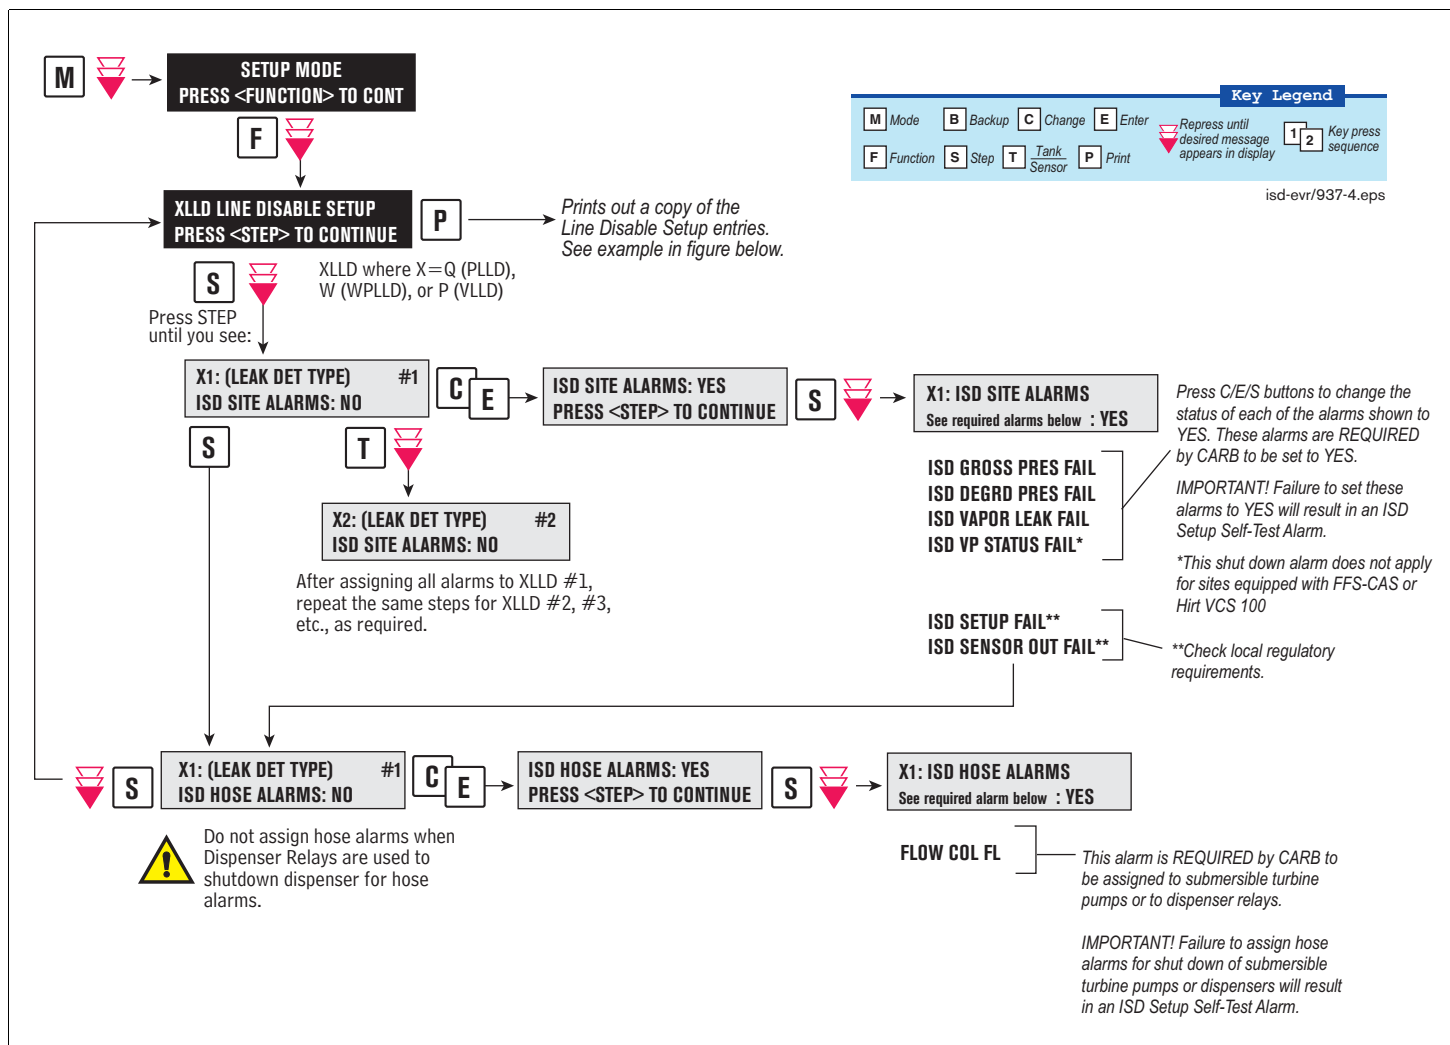 M
SETUP MODE
PRESS <FUNCTION> TO CONT
F
Key Legend
M Mode
B Backup
C Change
E Enter
F Function
S Step
T Tank
Sensor
P Print
Repress until
desired message
appears in display
1 2
Key press
sequence
isd-evr/937-4.eps
XLLD LINE DISABLE SETUP
PRESS <STEP> TO CONTINUE
P
Prints out a copy of the
Line Disable Setup entries.
See example in figure below.
S
XLLD where X=Q (PLLD),
W (WPLLD), or P (VLLD)
Press STEP
until you see:
X1: (LEAK DET TYPE) #1
ISD SITE ALARMS: NO
C E
ISD SITE ALARMS: YES
PRESS <STEP> TO CONTINUE
S
X1: ISD SITE ALARMS
See required alarms below : YES
Press C/E/S buttons to change the
status of each of the alarms shown to
YES. These alarms are REQUIRED
by CARB to be set to YES.
IMPORTANT! Failure to set these
alarms to YES will result in an ISD
Setup Self-Test Alarm.
*This shut down alarm does not apply
for sites equipped with FFS-CAS or
Hirt VCS 100
S
T
ISD GROSS PRES FAIL
ISD DEGRD PRES FAIL
ISD VAPOR LEAK FAIL
ISD VP STATUS FAIL*
X2: (LEAK DET TYPE) #2
ISD SITE ALARMS: NO
After assigning all alarms to XLLD #1,
repeat the same steps for XLLD #2, #3,
etc., as required.
ISD SETUP FAIL**
ISD SENSOR OUT FAIL**
**Check local regulatory
requirements.
S
X1: (LEAK DET TYPE) #1
ISD HOSE ALARMS: NO
C E
ISD HOSE ALARMS: YES
PRESS <STEP> TO CONTINUE
S
X1: ISD HOSE ALARMS
See required alarm below : YES
!
Do not assign hose alarms when
Dispenser Relays are used to
shutdown dispenser for hose
alarms.
FLOW COL FL
This alarm is REQUIRED by CARB to
be assigned to submersible turbine
pumps or to dispenser relays.
IMPORTANT! Failure to assign hose
alarms for shut down of submersible
turbine pumps or dispensers will result
in an ISD Setup Self-Test Alarm.